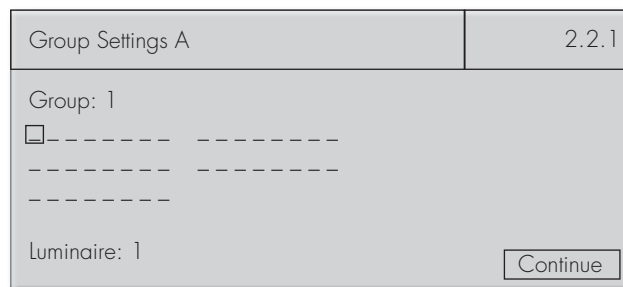 Group Settings A 2.2.1
Group: 1
_ _ _ _ _ _ _ _ _ _ _ _ _ _ _ _
_ _ _ _ _ _ _ _ _ _ _ _ _ _ _ _
_ _ _ _ _ _ _ _
Luminaire: 1
Continue